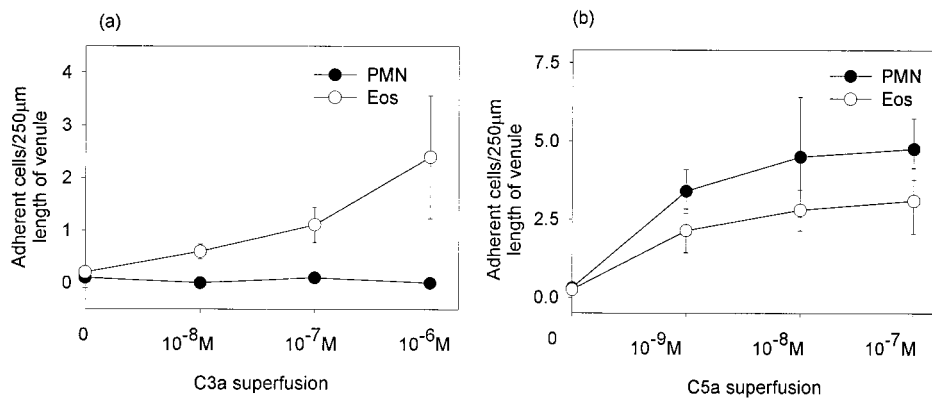 (a)
Adherent cells/250μm
length of venule
4
3
2
1
0
PMN
Eos
0
10-8M
10-7M
10-6M
C3a superfusion
(b)
Adherent cells/250μm
length of venule
7.5
5.0
2.5
0.0
PMN
Eos
0
10-9M
10-8M
10-7M
C5a superfusion